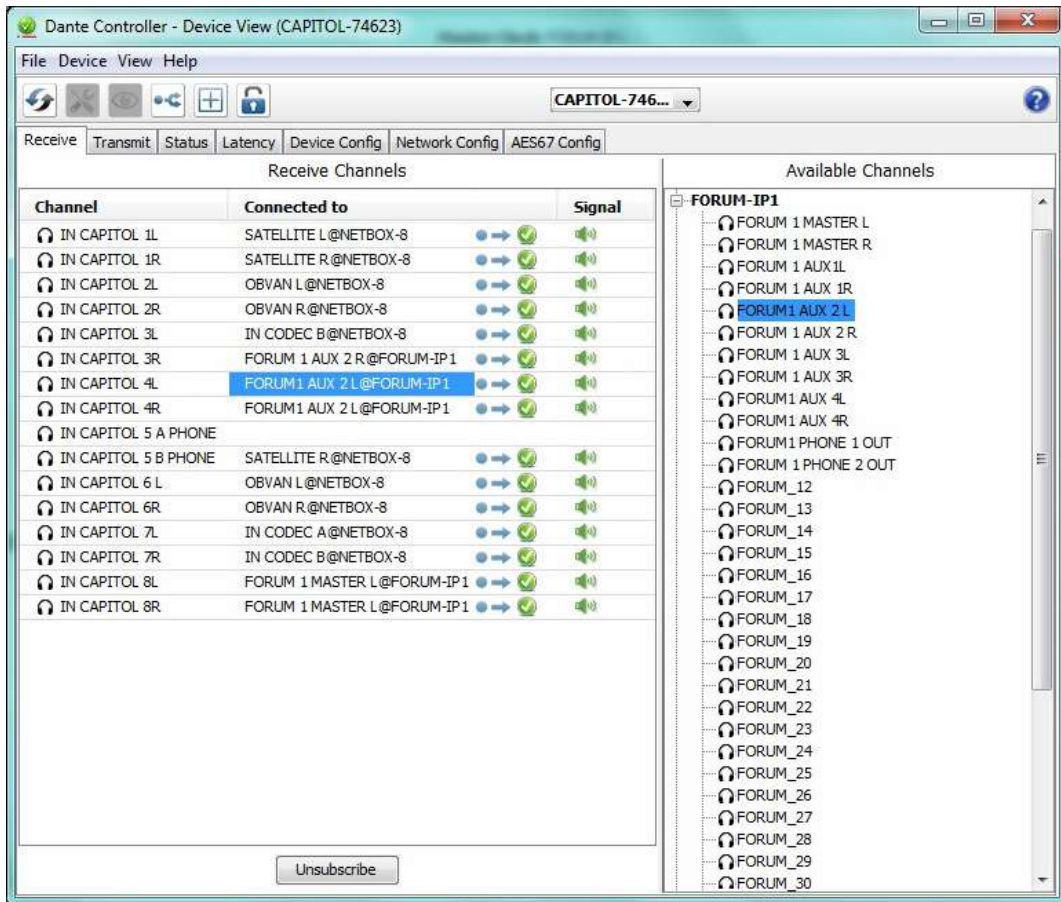 Dante Controller - Device View (CAPITOL-74623)
File Device View Help
CAPITOL-746...
Receive Transmit Status Latency Device Config Network Config AES67 Config
Receive Channels
Channel Connected to Signal
IN CAPITOL 1L SATELLITE L@NETBOX-8
IN CAPITOL 1R SATELLITE R@NETBOX-8
IN CAPITOL 2L OBVAN L@NETBOX-8
IN CAPITOL 2R OBVAN R@NETBOX-8
IN CAPITOL 3L IN CODEC B@NETBOX-8
IN CAPITOL 3R FORUM 1 AUX 2 R@FORUM-IP1
IN CAPITOL 4L FORUM1 AUX 2 L@FORUM-IP1
IN CAPITOL 4R FORUM1 AUX 2 L@FORUM-IP1
IN CAPITOL 5 A PHONE
IN CAPITOL 5 B PHONE SATELLITE R@NETBOX-8
IN CAPITOL 6 L OBVAN L@NETBOX-8
IN CAPITOL 6R OBVAN R@NETBOX-8
IN CAPITOL 7L IN CODEC A@NETBOX-8
IN CAPITOL 7R IN CODEC B@NETBOX-8
IN CAPITOL 8L FORUM 1 MASTER L@FORUM-IP1
IN CAPITOL 8R FORUM 1 MASTER L@FORUM-IP1
Unsubscribe
Available Channels
FORUM-IP1
FORUM 1 MASTER L
FORUM 1 MASTER R
FORUM 1 AUX 1L
FORUM 1 AUX 1R
FORUM1 AUX 2 L
FORUM 1 AUX 2 R
FORUM 1 AUX 3L
FORUM 1 AUX 3R
FORUM1 AUX 4L
FORUM1 AUX 4R
FORUM1 PHONE 1 OUT
FORUM 1 PHONE 2 OUT
FORUM_12
FORUM_13
FORUM_14
FORUM_15
FORUM_16
FORUM_17
FORUM_18
FORUM_19
FORUM_20
FORUM_21
FORUM_22
FORUM_23
FORUM_24
FORUM_25
FORUM_26
FORUM_27
FORUM_28
FORUM_29
FORUM_30